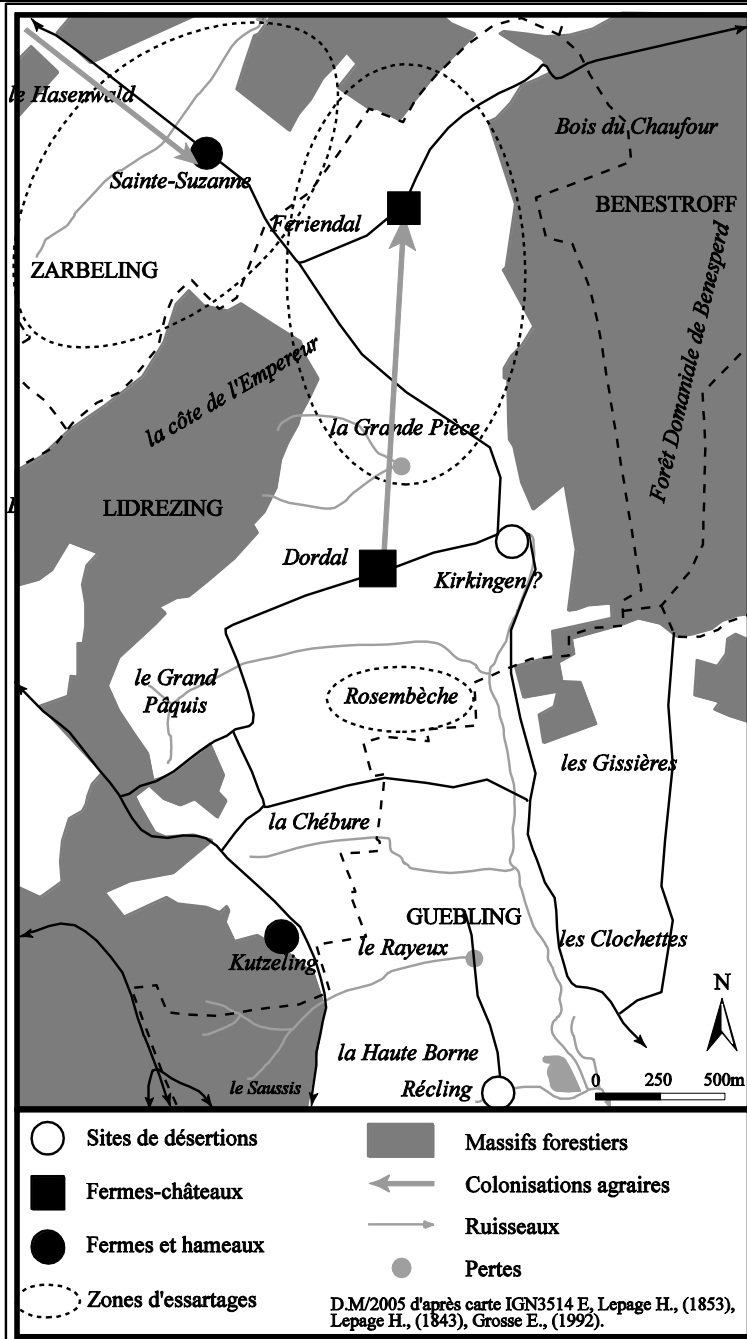 le Hasenwald
Bois du Chaufour
Sainte-Suzanne
BENESTROFF
Feriendal
ZARBELING
Forêt Domaniale de Benesperd
la côte de l'Empereur
la Grande Pièce
LIDREZING
Dordal
Kirkingen ?
le Grand
Pâquis
Rosembèche
les Gissières
la Chébure
GUEBLING
les Clochettes
le Rayeux
Kutzeling
N
la Haute Borne
0 250 500m
le Saussis
Récling
Sites de désertions
Fermes-châteaux
Fermes et hameaux
Zones d'essartages
Massifs forestiers
Colonisations agraires
Ruisseaux
Pertes
D.M/2005 d'après carte IGN3514 E, Lepage H., (1853),
Lepage H., (1843), Grosse E., (1992).